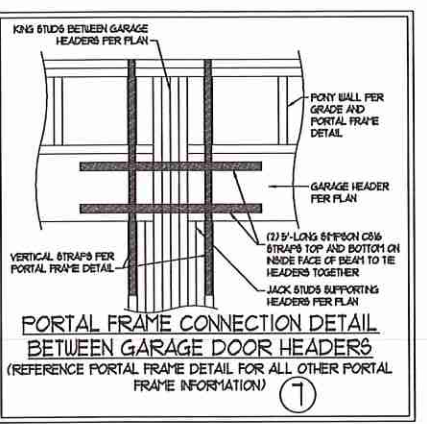 KING STUDS BETWEEN GARAGE
HEADERS PER PLAN
PONY WALL PER
GRADE AND
PORTAL FRAME
DETAIL
GARAGE HEADER
PER PLAN
(2) 5'-LONG SIMPSON CS16
STRAPS TOP AND BOTTOM ON
INSIDE FACE OF BEAM TO TIE
HEADERS TOGETHER
VERTICAL STRAPS PER
PORTAL FRAME DETAIL
JACK STUDS SUPPORTING
HEADERS PER PLAN
PORTAL FRAME CONNECTION DETAIL
BETWEEN GARAGE DOOR HEADERS
(REFERENCE PORTAL FRAME DETAIL FOR ALL OTHER PORTAL
FRAME INFORMATION)
7